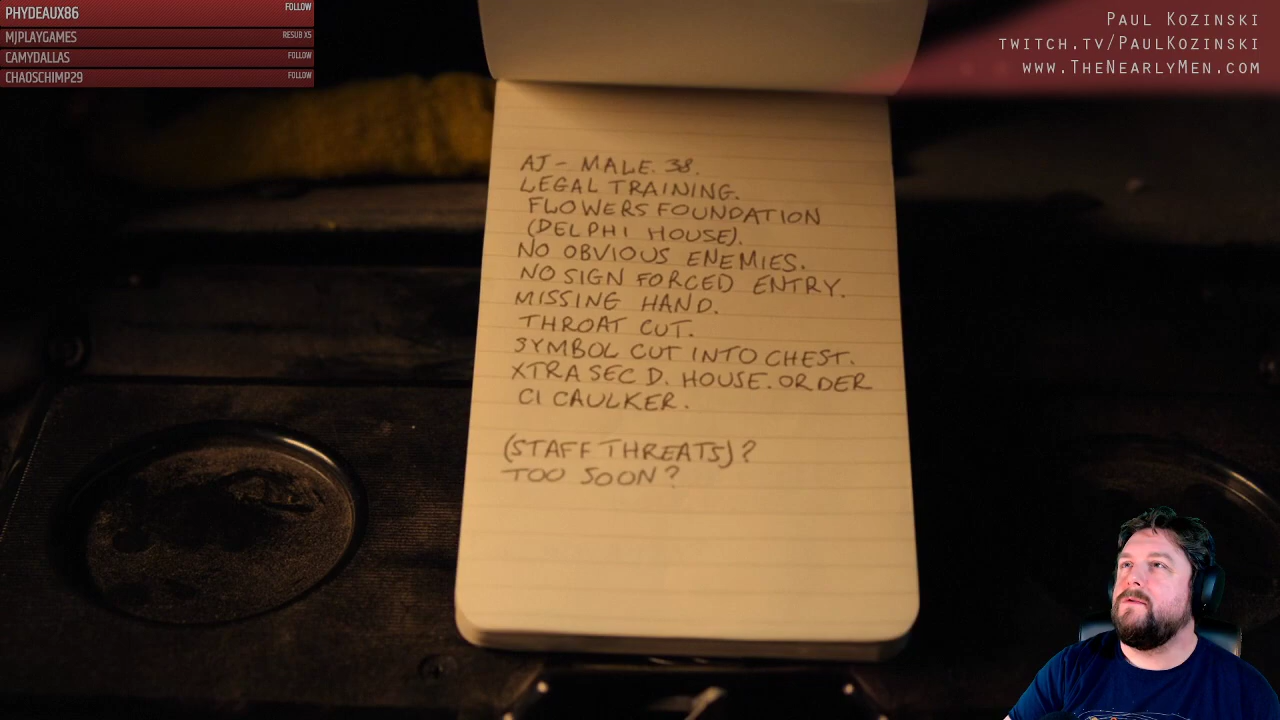 PHYDEAUX86 FOLLOW
MJPLAYGAMES RESUB X5
CAMYDALLAS FOLLOW
CHAOSCHIMP29 FOLLOW
PAUL KOZINSKI
TWITCH.TV/PAULKOZINSKI
WWW.THENEARLYMEN.COM
AJ - MALE. 38.
LEGAL TRAINING.
FLOWERS FOUNDATION
(DELPHI HOUSE).
NO OBVIOUS ENEMIES.
NO SIGN FORCED ENTRY.
MISSING HAND.
THROAT CUT.
SYMBOL CUT INTO CHEST.
XTRA SEC D. HOUSE. ORDER
CI CAULKER.
(STAFF THREATS)?
TOO SOON?